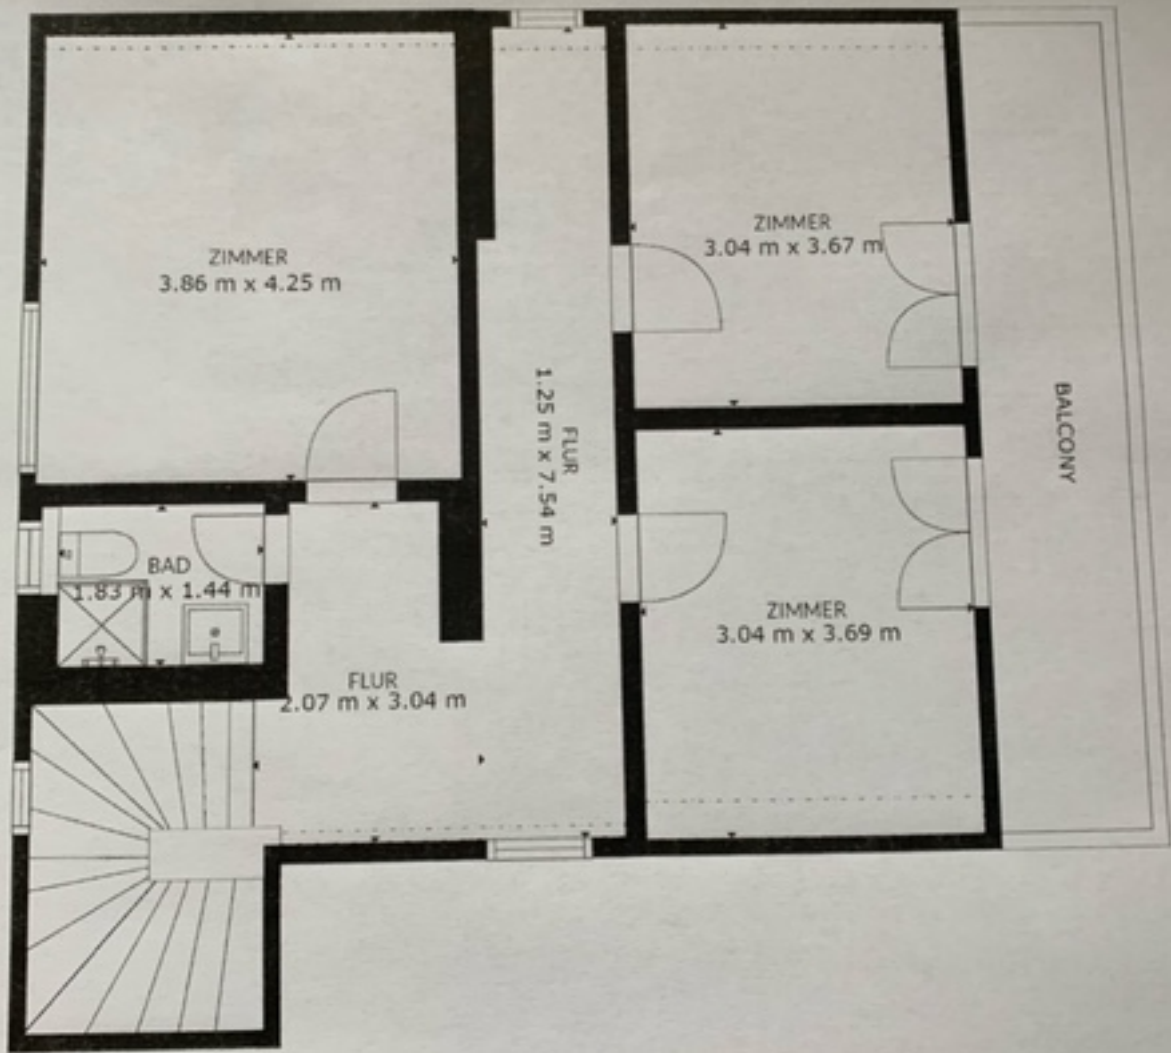 ZIMMER
3.86 m x 4.25 m
ZIMMER
3.04 m x 3.67 m
FLUR
1.25 m x 7.54 m
BALCONY
BAD
1.83 m x 1.44 m
ZIMMER
3.04 m x 3.69 m
FLUR
2.07 m x 3.04 m